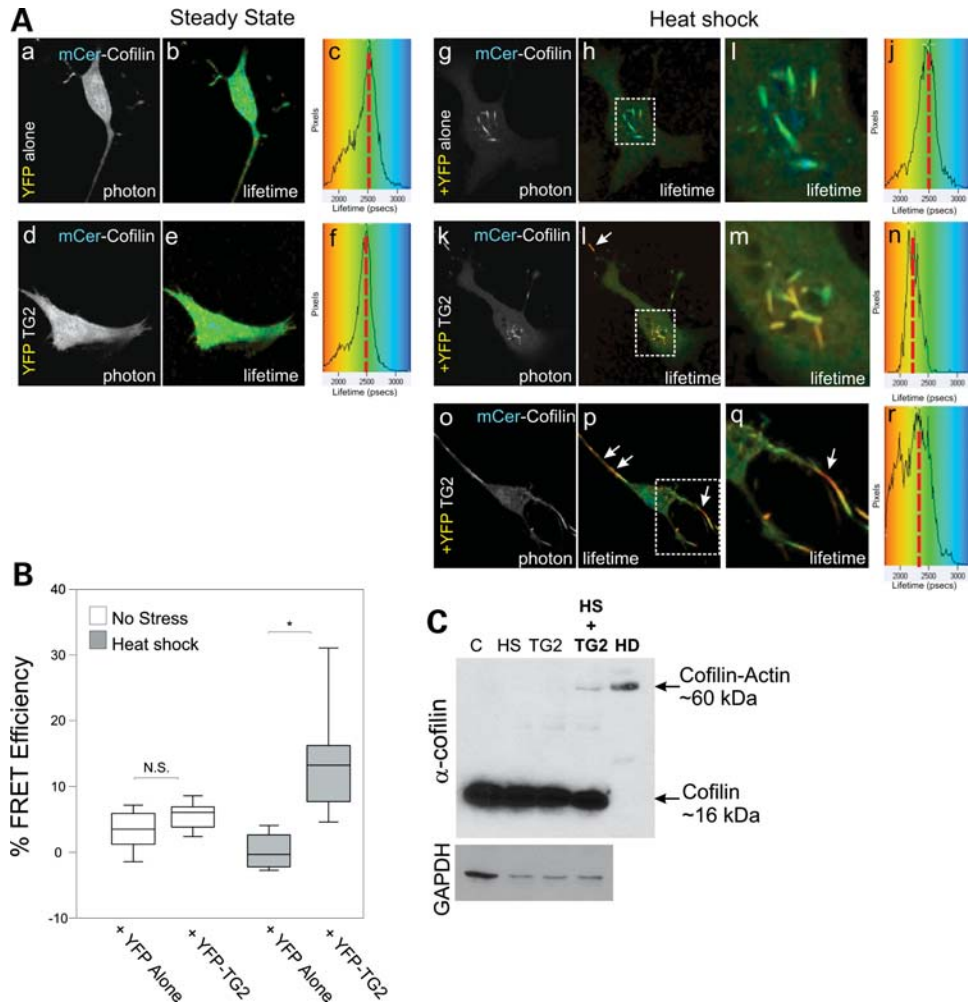 A
Steady State
Heat shock
a mCer-Cofilin
YFP alone
photon
b
lifetime
c
Pixels
2000 2500 3000
Lifetime (psecs)
g mCer-Cofilin
+YFP alone
photon
h
lifetime
I
lifetime
j
Pixels
2000 2500 3000
Lifetime (psecs)
d mCer-Cofilin
YFP TG2
photon
e
lifetime
f
Pixels
2000 2500 3000
Lifetime (psecs)
k mCer-Cofilin
+YFP TG2
photon
l
lifetime
m
lifetime
n
Pixels
2000 2500 3000
Lifetime (psecs)
o mCer-Cofilin
+YFP TG2
photon
p
lifetime
q
lifetime
r
Pixels
2000 2500 3000
Lifetime (psecs)
B
% FRET Efficiency
40
30
20
10
0
-10
No Stress
Heat shock
N.S.
*
+ YFP Alone
+ YFP-TG2
+ YFP Alone
+ YFP-TG2
C
C HS TG2 HS + TG2 HD
α-cofilin
Cofilin-Actin
~60 kDa
Cofilin
~16 kDa
GAPDH